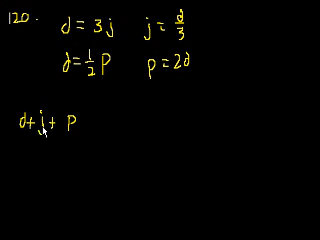 120.
d = 3j j = d/3
d = 1/2 p p = 2d
d + j + p